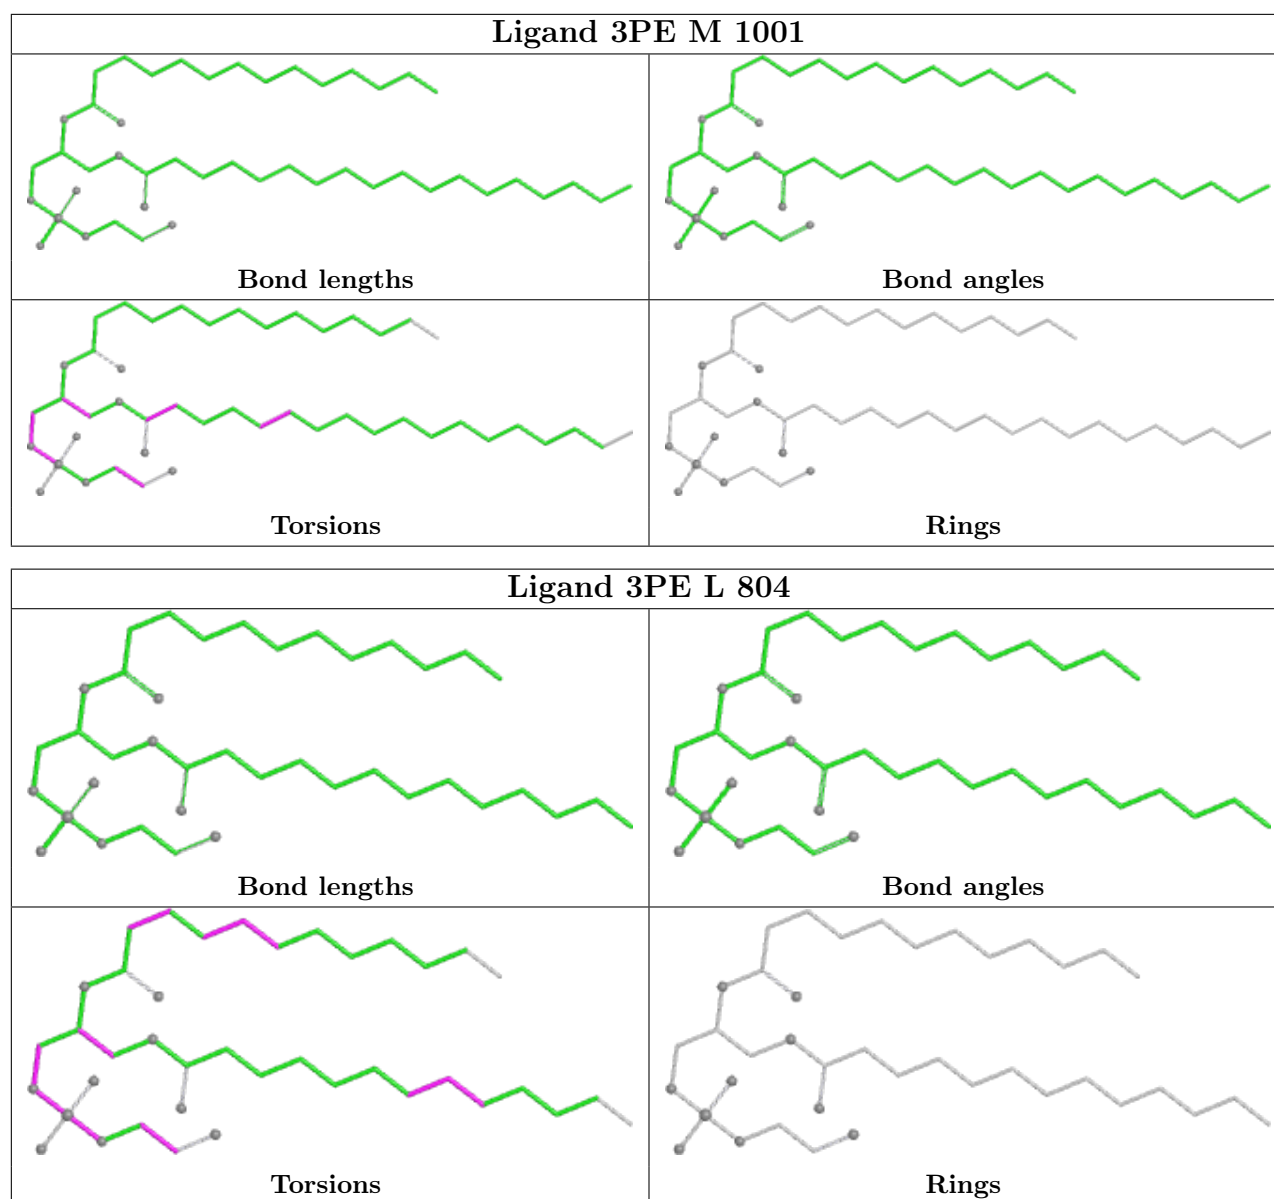 Ligand 3PE M 1001
Bond lengths
Bond angles
Torsions
Rings
Ligand 3PE L 804
Bond lengths
Bond angles
Torsions
Rings